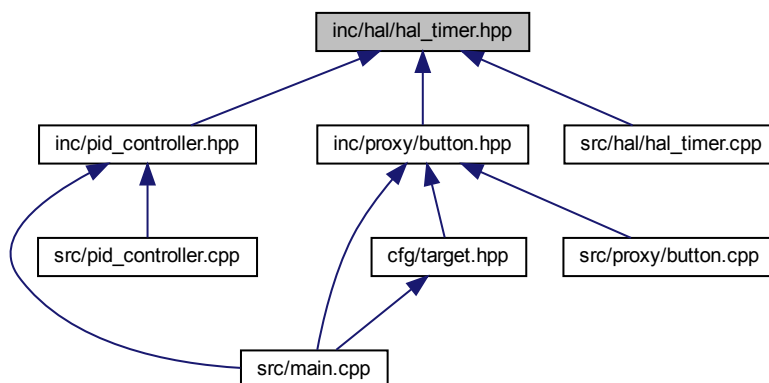 inc/hal/hal_timer.hpp
inc/pid_controller.hpp
inc/proxy/button.hpp
src/hal/hal_timer.cpp
src/pid_controller.cpp
cfg/target.hpp
src/proxy/button.cpp
src/main.cpp